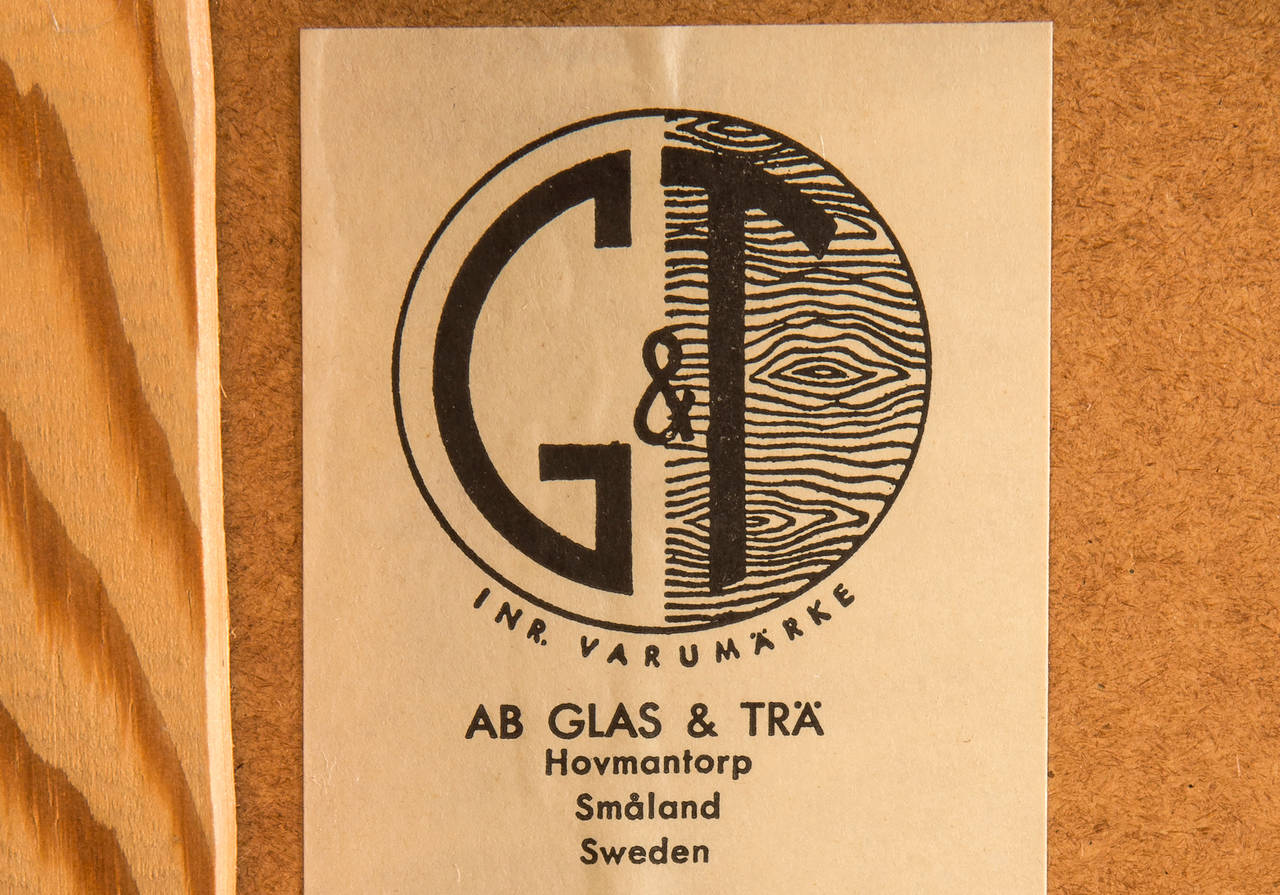 G & T
INR. VARUMÄRKE
AB GLAS & TRÄ
Hovmantorp
Småland
Sweden